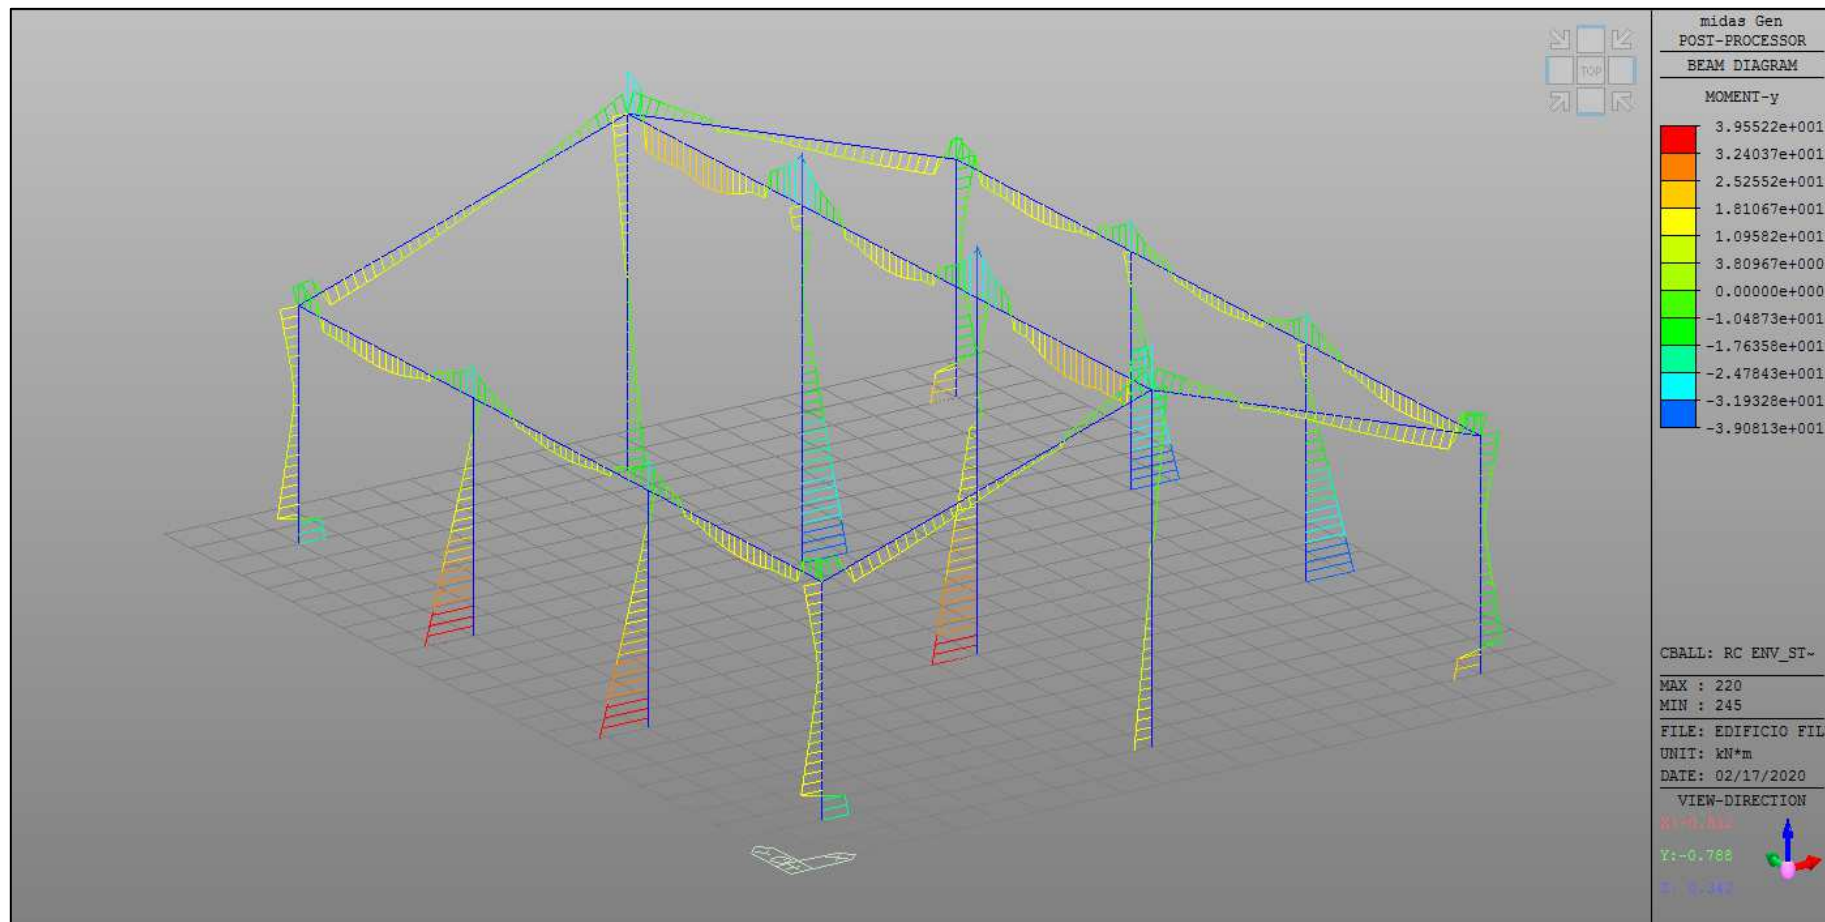 TOP
midas Gen
POST-PROCESSOR
BEAM DIAGRAM
MOMENT-y
3.95522e+001
3.24037e+001
2.52552e+001
1.81067e+001
1.09582e+001
3.80967e+000
0.00000e+000
-1.04873e+001
-1.76358e+001
-2.47843e+001
-3.19328e+001
-3.90813e+001
CBALL: RC ENV_ST~
MAX : 220
MIN : 245
FILE: EDIFICIO FIL
UNIT: kN*m
DATE: 02/17/2020
VIEW-DIRECTION
Y:-0.788
Z: 0.342